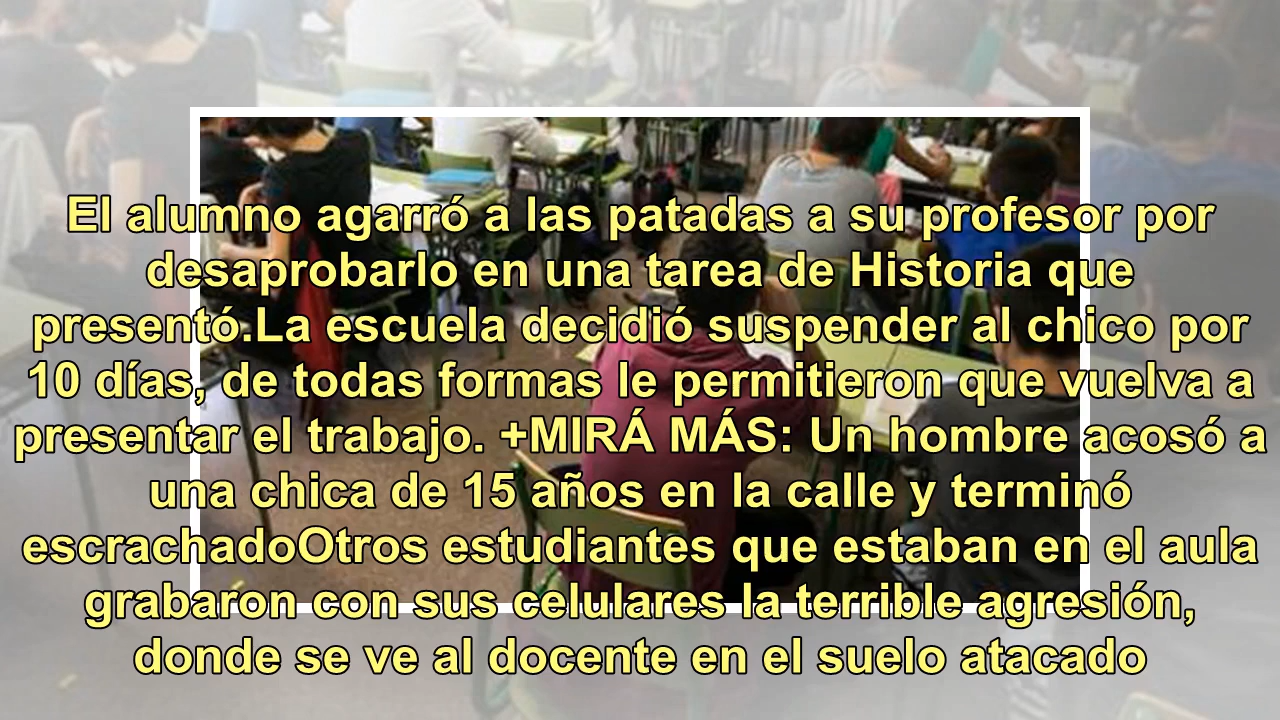 El alumno agarró a las patadas a su profesor por
desaprobarlo en una tarea de Historia que
presentó.La escuela decidió suspender al chico por
10 días, de todas formas le permitieron que vuelva a
presentar el trabajo. +MIRÁ MÁS: Un hombre acosó a
una chica de 15 años en la calle y terminó
escrachadoOtros estudiantes que estaban en el aula
grabaron con sus celulares la terrible agresión,
donde se ve al docente en el suelo atacado